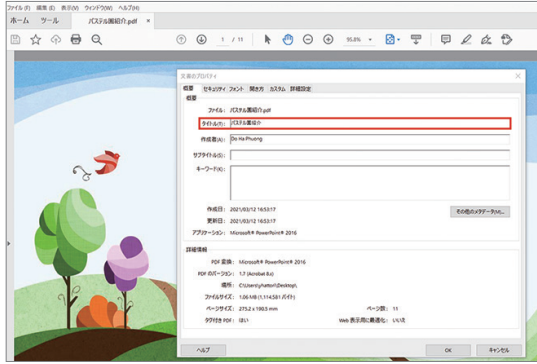 ファイル(F) 編集(E) 表示(V) ウィンドウ(W) ヘルプ(H)
ホーム ツール パステル園紹介.pdf ×
1 / 11 95.8%
文書のプロパティ
概要 セキュリティ フォント 開き方 カスタム 詳細設定
概要
ファイル: パステル園紹介.pdf
タイトル(T): パステル園紹介
作成者(A): Do Ha Phuong
サブタイトル(S):
キーワード(K):
作成日: 2021/03/12 16:53:17
更新日: 2021/03/12 16:53:17
その他のメタデータ(M)...
アプリケーション: Microsoft® PowerPoint® 2016
詳細情報
PDF 変換: Microsoft® PowerPoint® 2016
PDF のバージョン: 1.7 (Acrobat 8.x)
場所: C:\Users\yhattori\Desktop\
ファイルサイズ: 1.06 MB (1,114,581 バイト)
ページサイズ: 275.2 x 190.5 mm ページ数: 11
タグ付き PDF: はい Web 表示用に最適化: いいえ
ヘルプ OK キャンセル